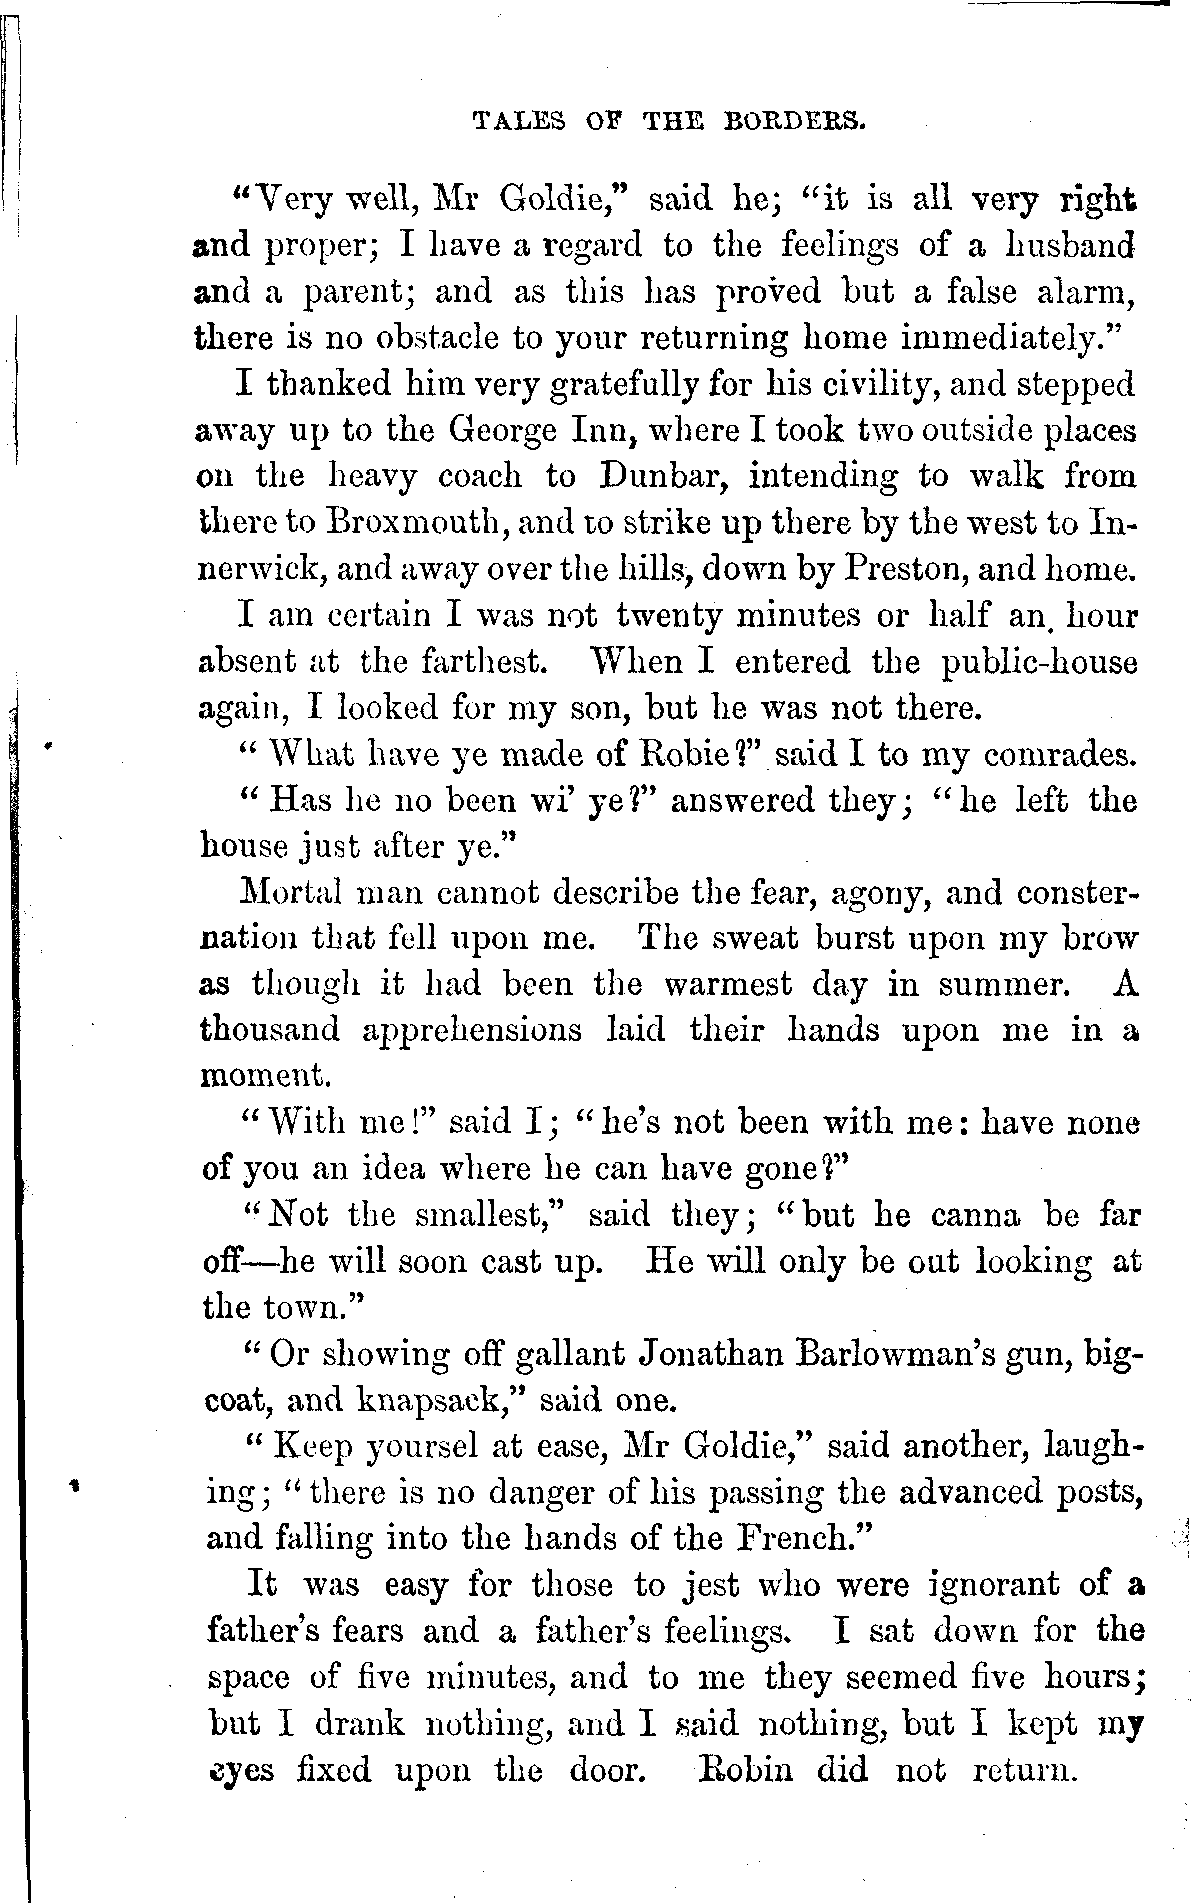 TALES OF THE BORDERS.
“Very well, Mr Goldie,” said he; “it is all very right
and proper; I have a regard to the feelings of a husband
and a parent; and as this has proved but a false alarm,
there is no obstacle to your returning home immediately.”
I thanked him very gratefully for his civility, and stepped
away up to the George Inn, where I took two outside places
on the heavy coach to Dunbar, intending to walk from
there to Broxmouth, and to strike up there by the west to In-
nerwick, and away over the hills, down by Preston, and home.
I am certain I was not twenty minutes or half an hour
absent at the farthest. When I entered the public-house
again, I looked for my son, but he was not there.
“What have ye made of Robie?” said I to my comrades.
“Has he no been wi’ ye?” answered they; “he left the
house just after ye.”
Mortal man cannot describe the fear, agony, and conster-
nation that fell upon me. The sweat burst upon my brow
as though it had been the warmest day in summer. A
thousand apprehensions laid their hands upon me in a
moment.
“With me!” said I; “he’s not been with me: have none
of you an idea where he can have gone?”
“Not the smallest,” said they; “but he canna be far
off—he will soon cast up. He will only be out looking at
the town.”
“Or showing off gallant Jonathan Barlowman’s gun, big-
coat, and knapsack,” said one.
“Keep yoursel at ease, Mr Goldie,” said another, laugh-
ing; “there is no danger of his passing the advanced posts,
and falling into the hands of the French.”
It was easy for those to jest who were ignorant of a
father’s fears and a father’s feelings. I sat down for the
space of five minutes, and to me they seemed five hours;
but I drank nothing, and I said nothing, but I kept my
eyes fixed upon the door. Robin did not return.